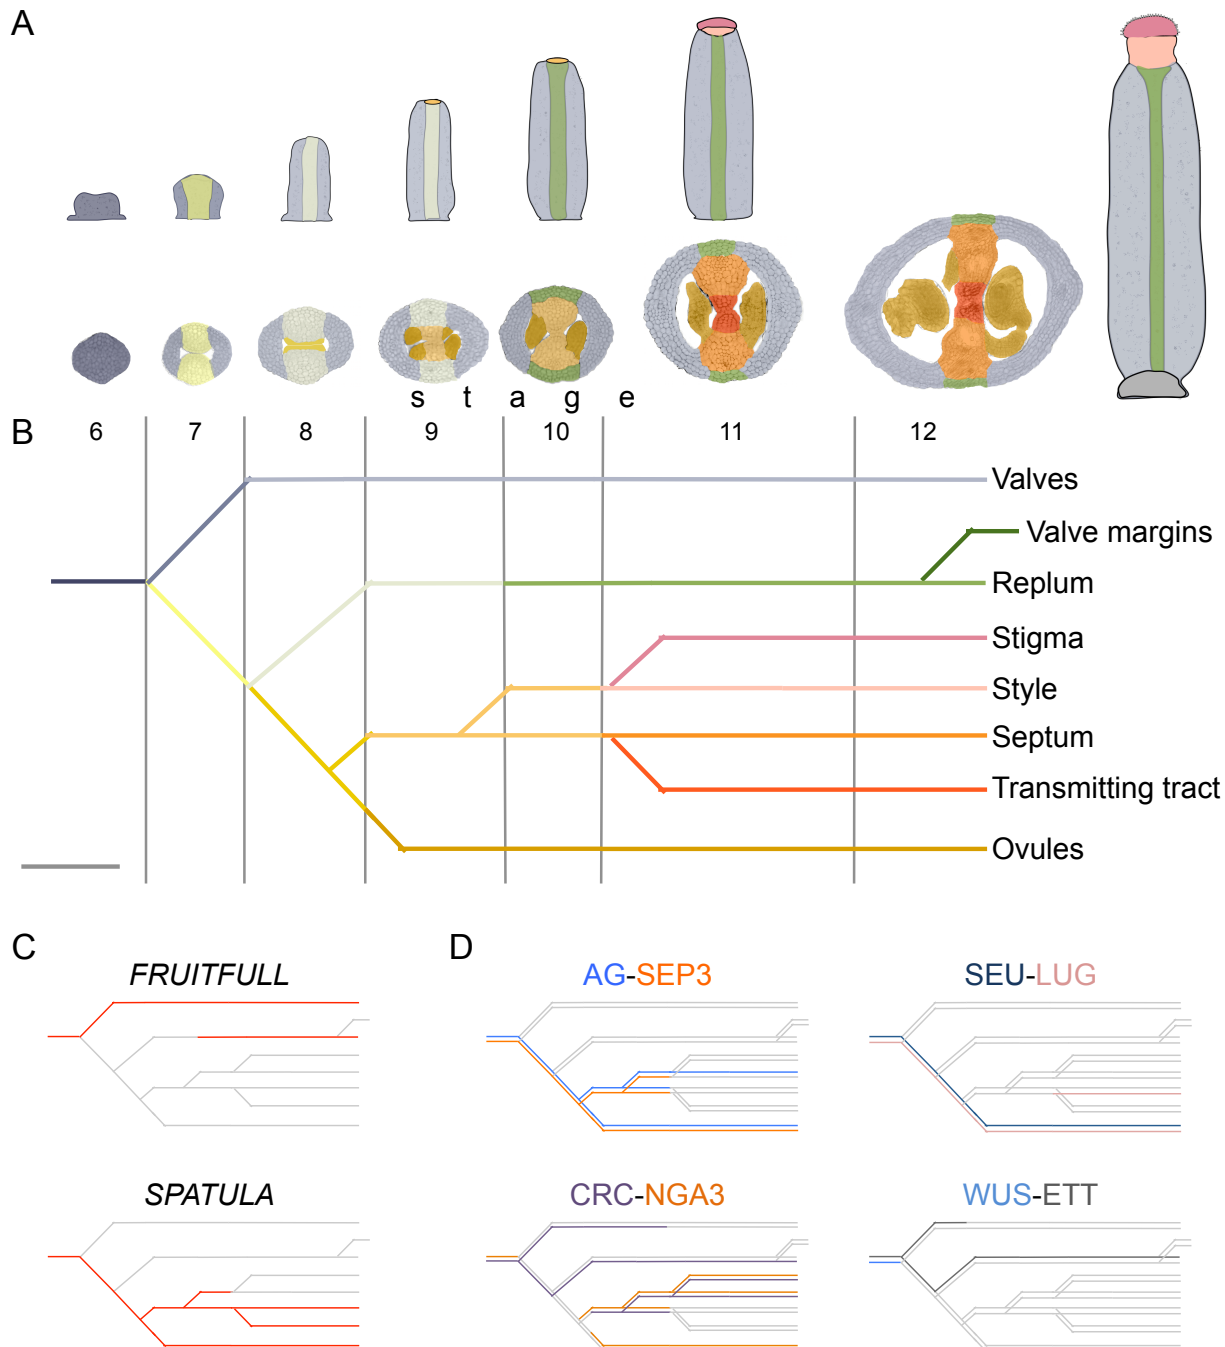 A
s t a g e
B
6 7 8 9 10 11 12
Valves
Valve margins
Replum
Stigma
Style
Septum
Transmitting tract
Ovules
C D
FRUITFULL AG-SEP3 SEU-LUG
SPATULA CRC-NGA3 WUS-ETT